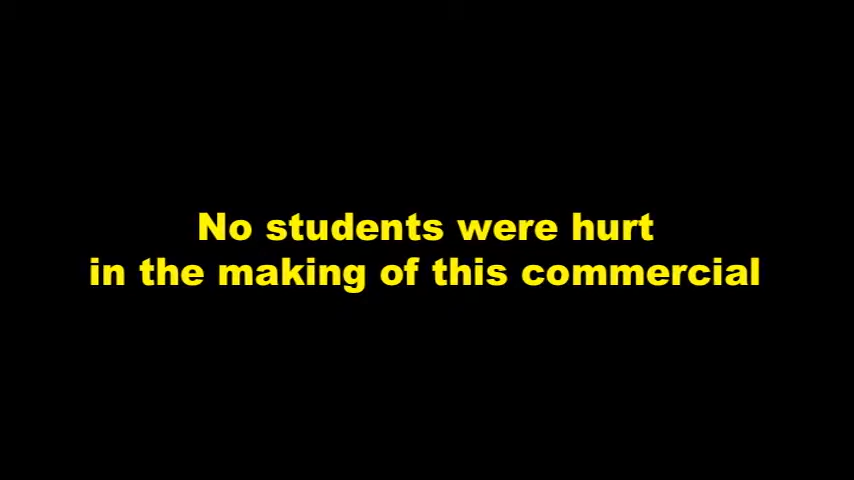 No students were hurt
in the making of this commercial